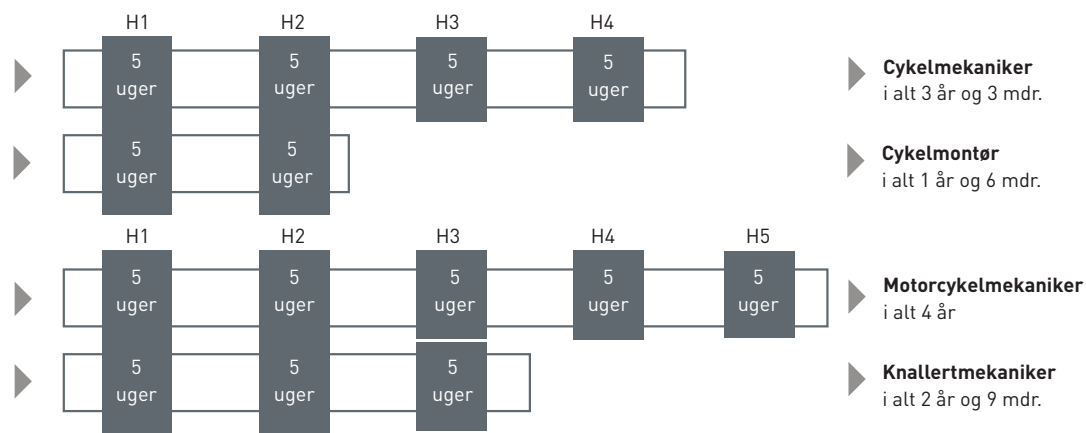 H1 H2 H3 H4
5 5 5 5
uger uger uger uger
Cykelmekaniker
i alt 3 år og 3 mdr.
5 5
uger uger
Cykelmontør
i alt 1 år og 6 mdr.
H1 H2 H3 H4 H5
5 5 5 5 5
uger uger uger uger uger
Motorcykelmekaniker
i alt 4 år
5 5 5
uger uger uger
Knallertmekaniker
i alt 2 år og 9 mdr.